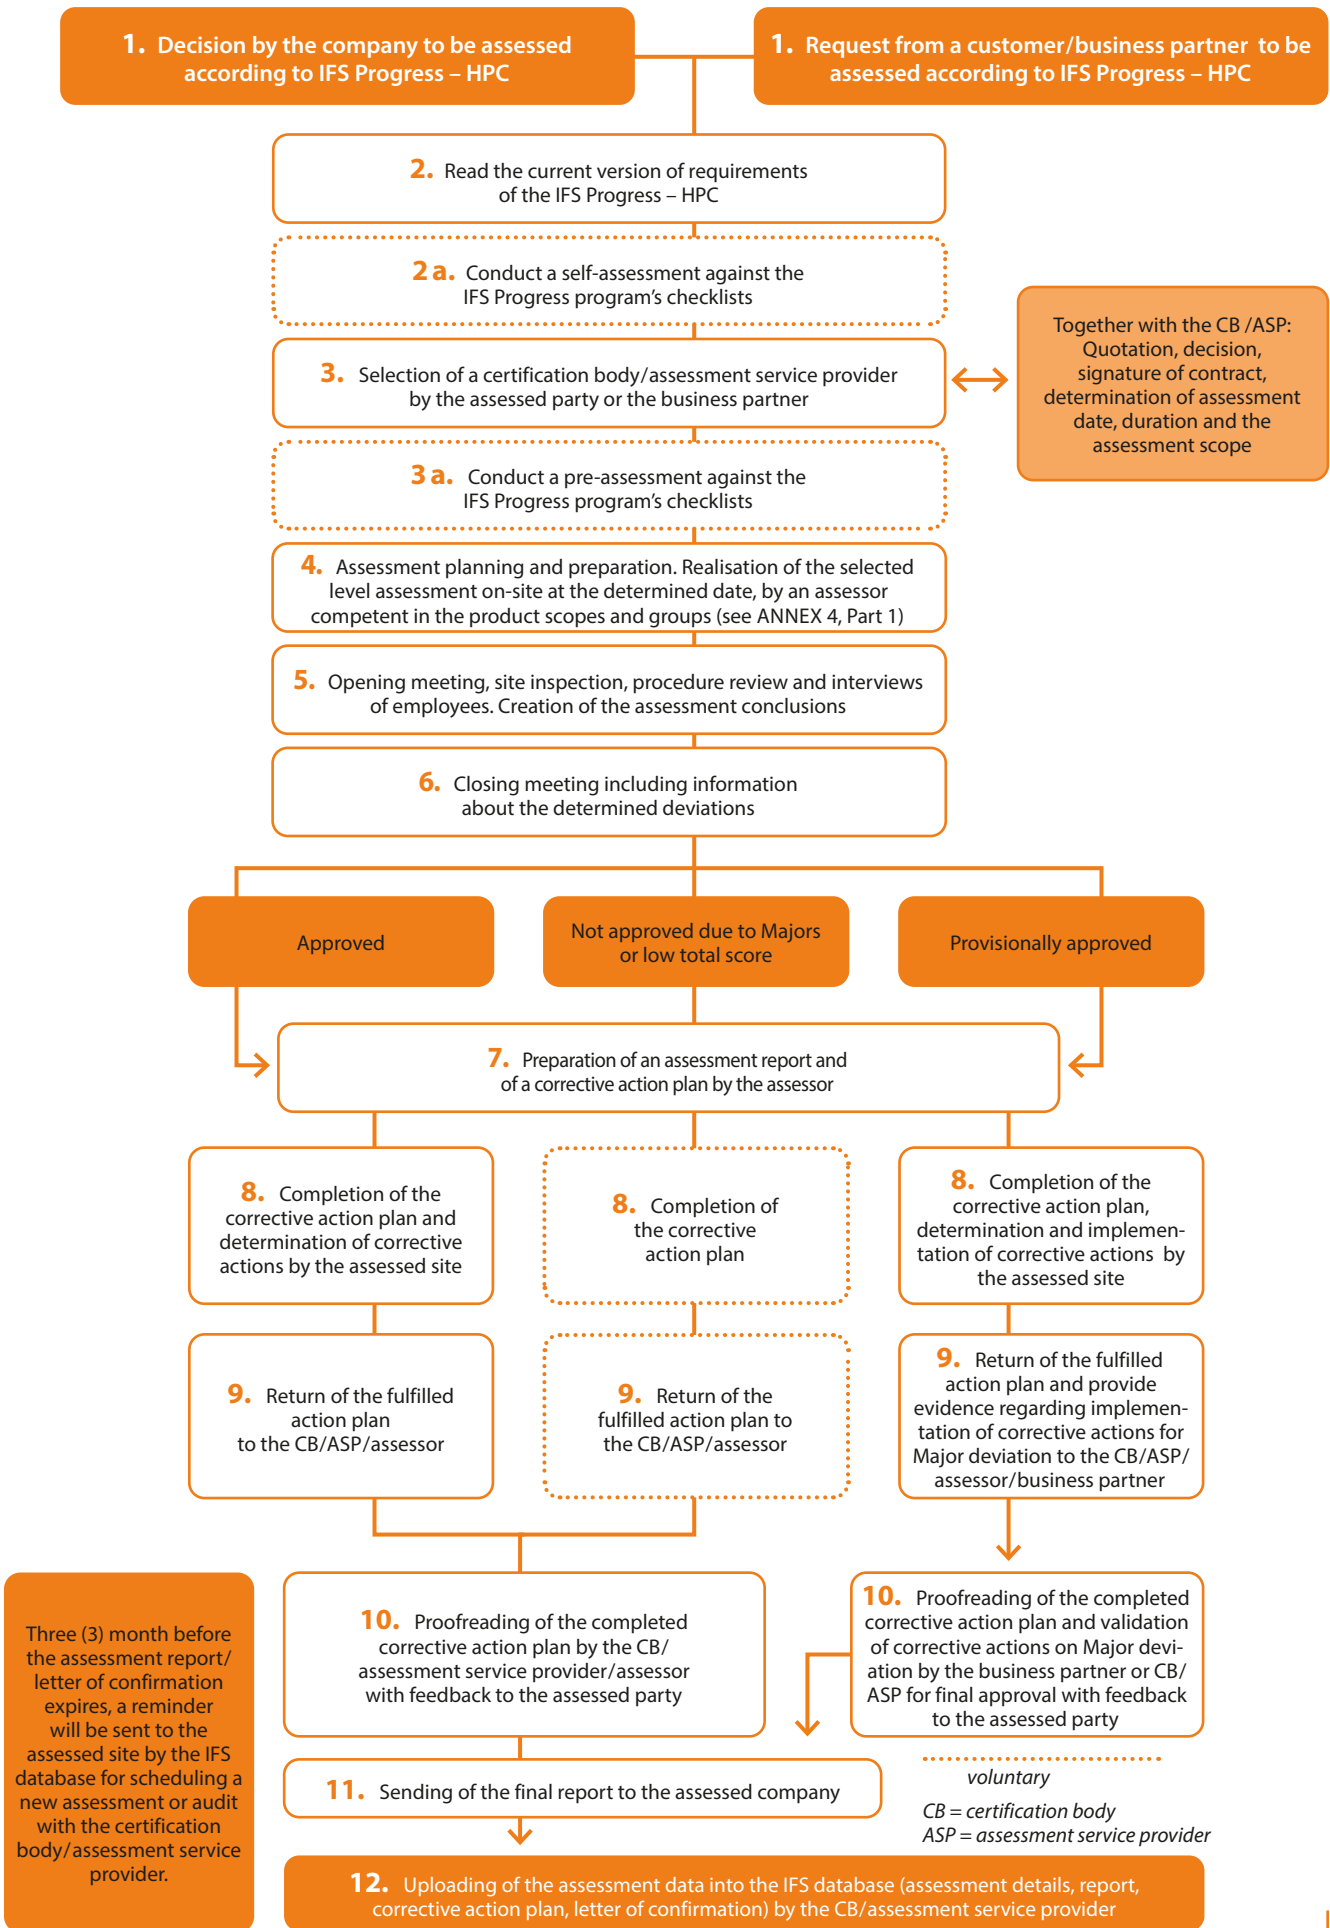 1. Decision by the company to be assessed
according to IFS Progress – HPC
1. Request from a customer/business partner to be
assessed according to IFS Progress – HPC
2. Read the current version of requirements
of the IFS Progress – HPC
2 a. Conduct a self-assessment against the
IFS Progress program’s checklists
3. Selection of a certification body/assessment service provider
by the assessed party or the business partner
Together with the CB /ASP:
Quotation, decision,
signature of contract,
determination of assessment
date, duration and the
assessment scope
3 a. Conduct a pre-assessment against the
IFS Progress program’s checklists
4. Assessment planning and preparation. Realisation of the selected
level assessment on-site at the determined date, by an assessor
competent in the product scopes and groups (see ANNEX 4, Part 1)
5. Opening meeting, site inspection, procedure review and interviews
of employees. Creation of the assessment conclusions
6. Closing meeting including information
about the determined deviations
Approved
Not approved due to Majors
or low total score
Provisionally approved
7. Preparation of an assessment report and
of a corrective action plan by the assessor
8. Completion of the
corrective action plan and
determination of corrective
actions by the assessed site
8. Completion of
the corrective
action plan
8. Completion of the
corrective action plan,
determination and implemen-
tation of corrective actions by
the assessed site
9. Return of the fulfilled
action plan
to the CB/ASP/assessor
9. Return of the
fulfilled action plan to
the CB/ASP/assessor
9. Return of the fulfilled
action plan and provide
evidence regarding implemen-
tation of corrective actions for
Major deviation to the CB/ASP/
assessor/business partner
Three (3) month before
the assessment report/
letter of confirmation
expires, a reminder
will be sent to the
assessed site by the IFS
database for scheduling a
new assessment or audit
with the certification
body/assessment service
provider.
10. Proofreading of the completed
corrective action plan by the CB/
assessment service provider/assessor
with feedback to the assessed party
10. Proofreading of the completed
corrective action plan and validation
of corrective actions on Major devi-
ation by the business partner or CB/
ASP for final approval with feedback
to the assessed party
11. Sending of the final report to the assessed company
voluntary
CB = certification body
ASP = assessment service provider
12. Uploading of the assessment data into the IFS database (assessment details, report,
corrective action plan, letter of confirmation) by the CB/assessment service provider